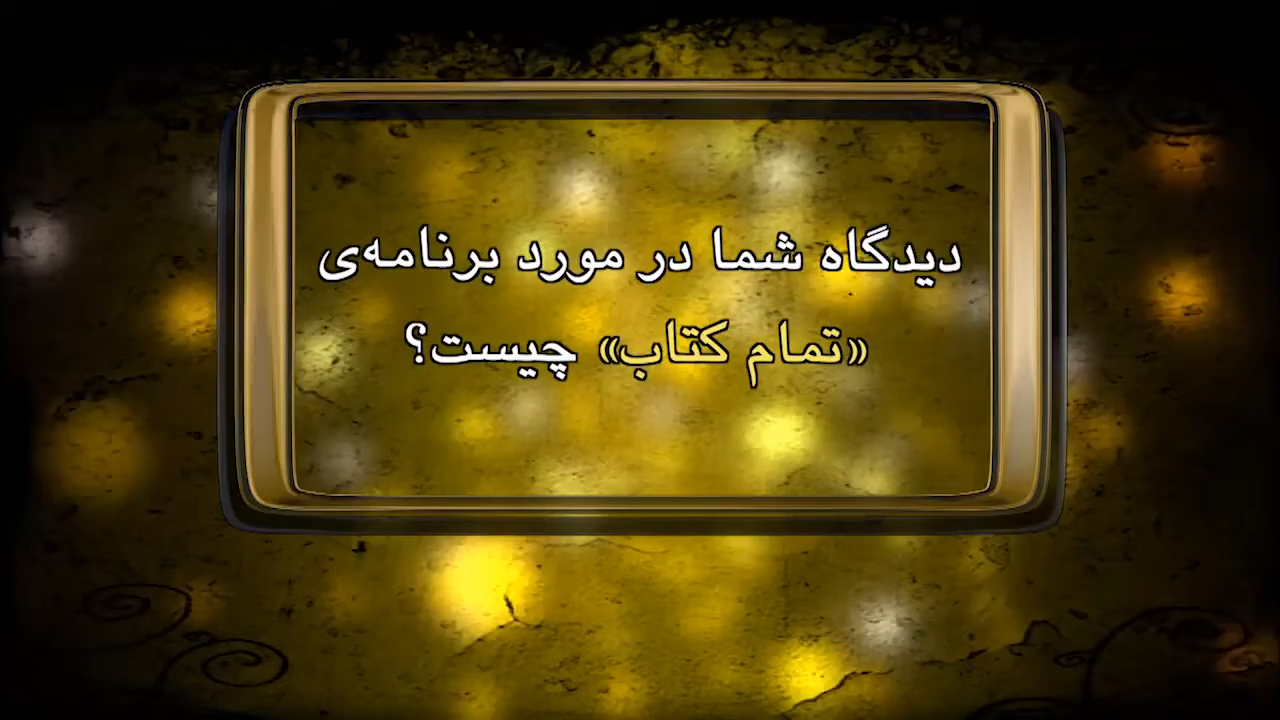 دیدگاه شما در مورد برنامه‌ی
«تمام کتاب» چیست؟